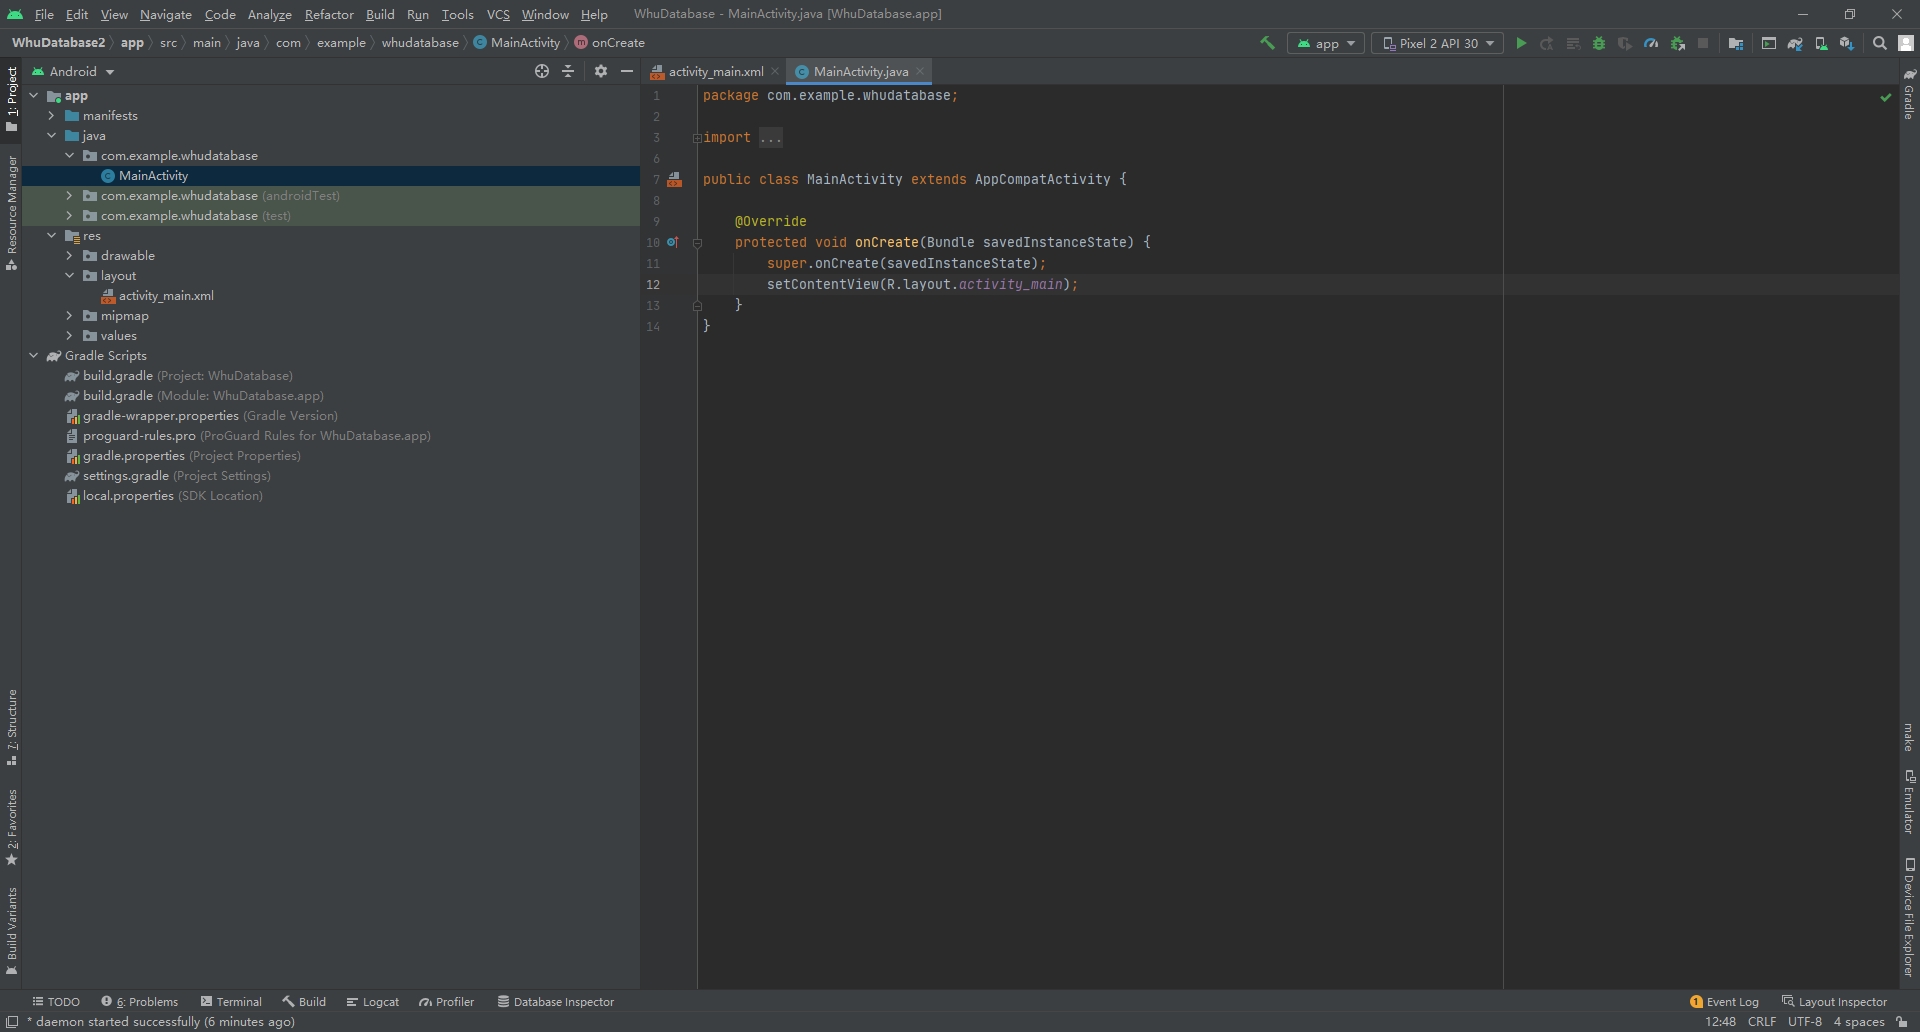 File Edit View Navigate Code Analyze Refactor Build Run Tools VCS Window Help WhuDatabase - MainActivity.java [WhuDatabase.app]
WhuDatabase2 app src main java com example whudatabase MainActivity onCreate app Pixel 2 API 30
Android
activity_main.xml MainActivity.java
1: Project
Resource Manager
7: Structure
2: Favorites
Build Variants
app
manifests
java
com.example.whudatabase
MainActivity
com.example.whudatabase (androidTest)
com.example.whudatabase (test)
res
drawable
layout
activity_main.xml
mipmap
values
Gradle Scripts
build.gradle (Project: WhuDatabase)
build.gradle (Module: WhuDatabase.app)
gradle-wrapper.properties (Gradle Version)
proguard-rules.pro (ProGuard Rules for WhuDatabase.app)
gradle.properties (Project Properties)
settings.gradle (Project Settings)
local.properties (SDK Location)
1 package com.example.whudatabase;
2
3 import ...
6
7 public class MainActivity extends AppCompatActivity {
8
9 @Override
10 protected void onCreate(Bundle savedInstanceState) {
11 super.onCreate(savedInstanceState);
12 setContentView(R.layout.activity_main);
13 }
14 }
Gradle
make
Emulator
Device File Explorer
TODO 6: Problems Terminal Build Logcat Profiler Database Inspector 1 Event Log Layout Inspector
* daemon started successfully (6 minutes ago) 12:48 CRLF UTF-8 4 spaces